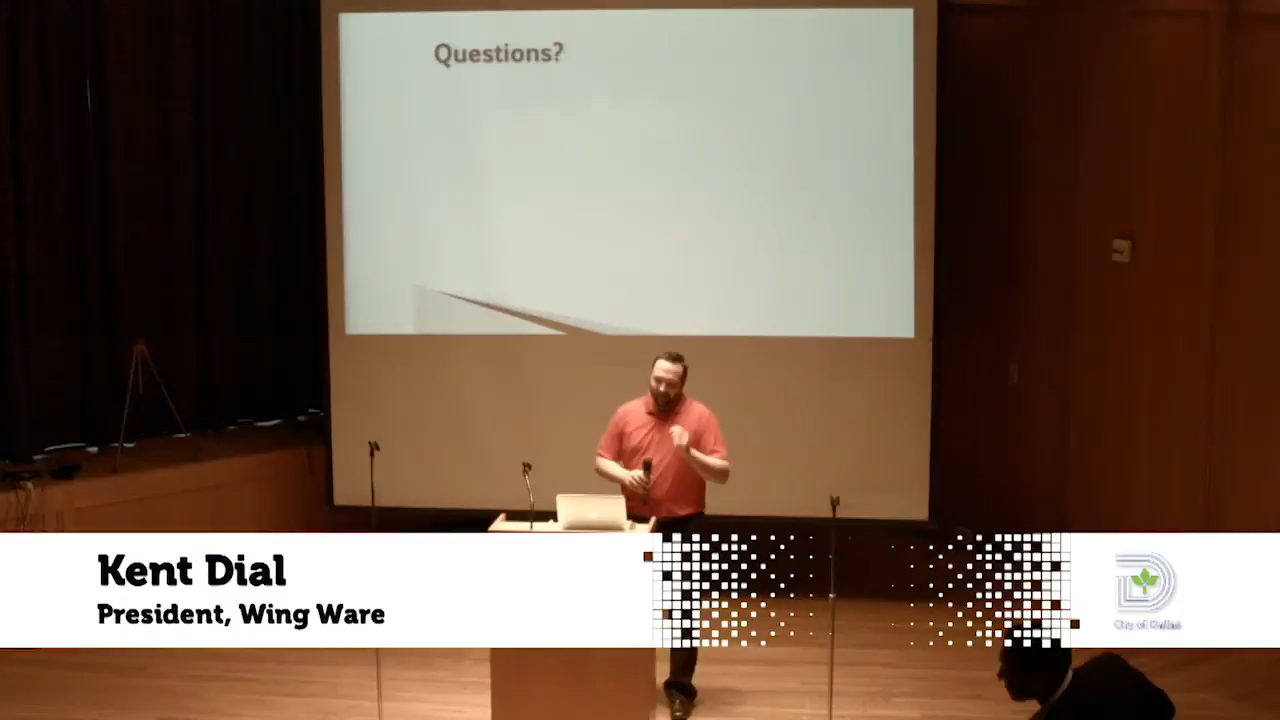 Questions?
Kent Dial
President, Wing Ware
City of Dallas